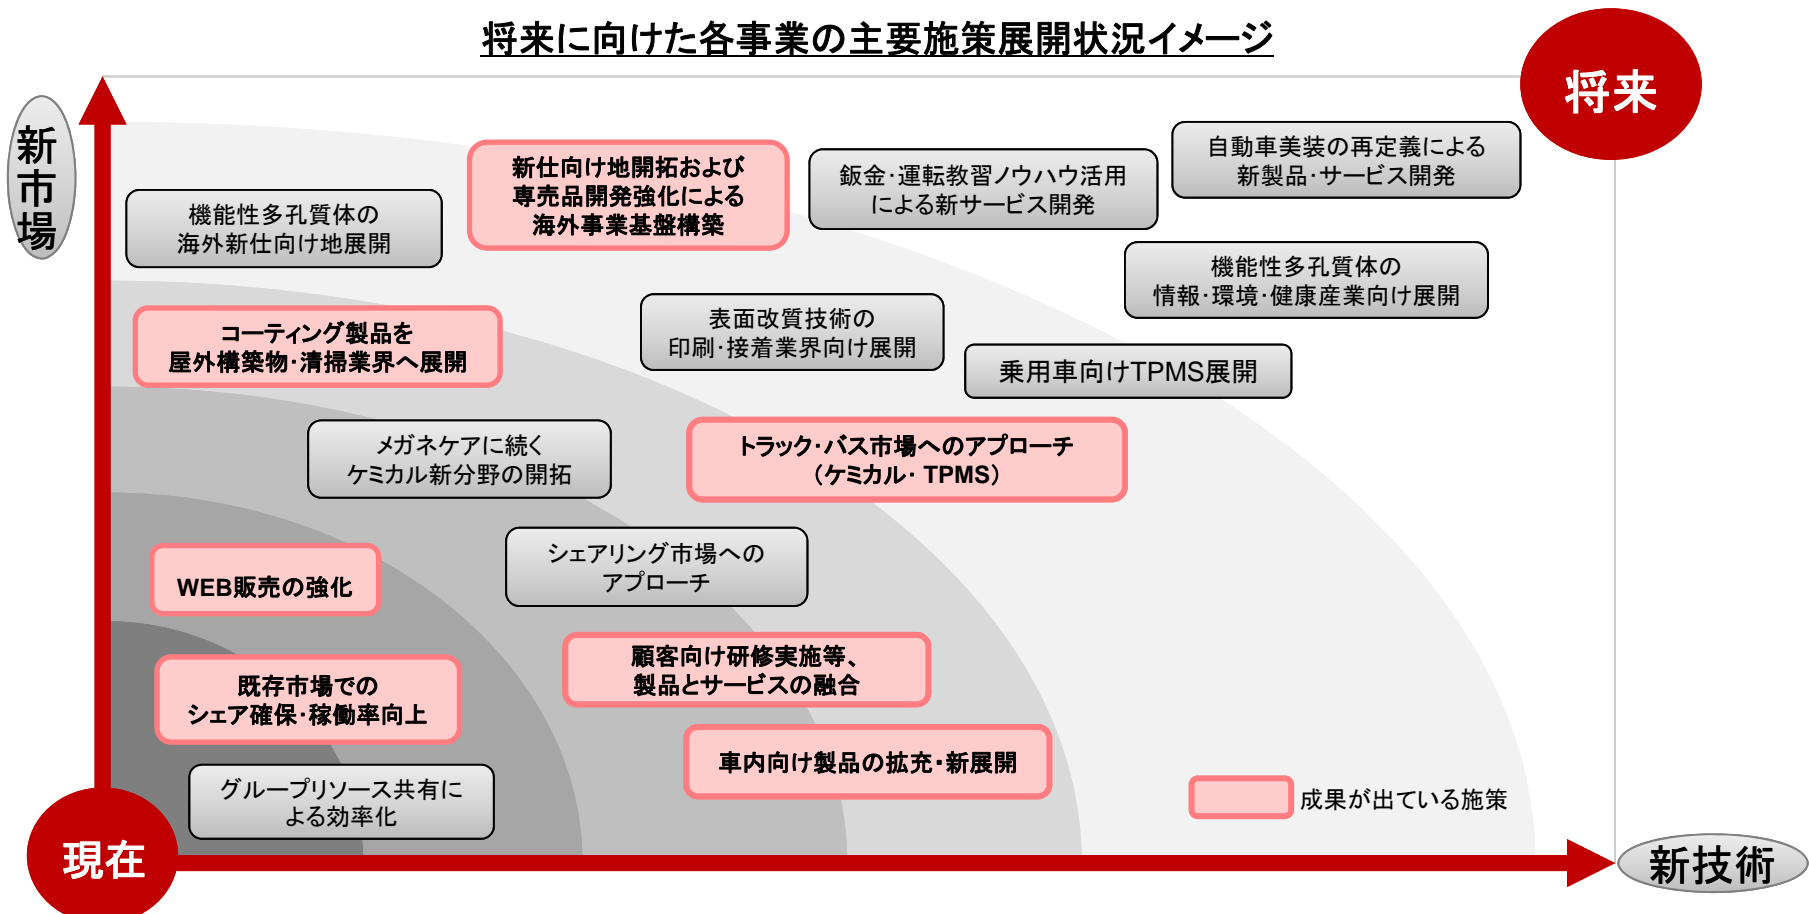 将来に向けた各事業の主要施策展開状況イメージ
将来
新市場
自動車美装の再定義による
新製品・サービス開発
新仕向け地開拓および
専売品開発強化による
海外事業基盤構築
鈑金・運転教習ノウハウ活用
による新サービス開発
機能性多孔質体の
海外新仕向け地展開
機能性多孔質体の
情報・環境・健康産業向け展開
コーティング製品を
屋外構築物・清掃業界へ展開
表面改質技術の
印刷・接着業界向け展開
乗用車向けTPMS展開
メガネケアに続く
ケミカル新分野の開拓
トラック・バス市場へのアプローチ
（ケミカル・ TPMS）
シェアリング市場への
アプローチ
WEB販売の強化
顧客向け研修実施等、
製品とサービスの融合
既存市場での
シェア確保・稼働率向上
車内向け製品の拡充・新展開
グループリソース共有に
よる効率化
成果が出ている施策
現在
新技術